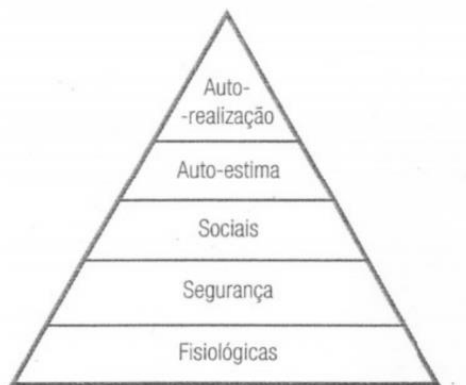 Auto-
-realização
Auto-estima
Sociais
Segurança
Fisiológicas